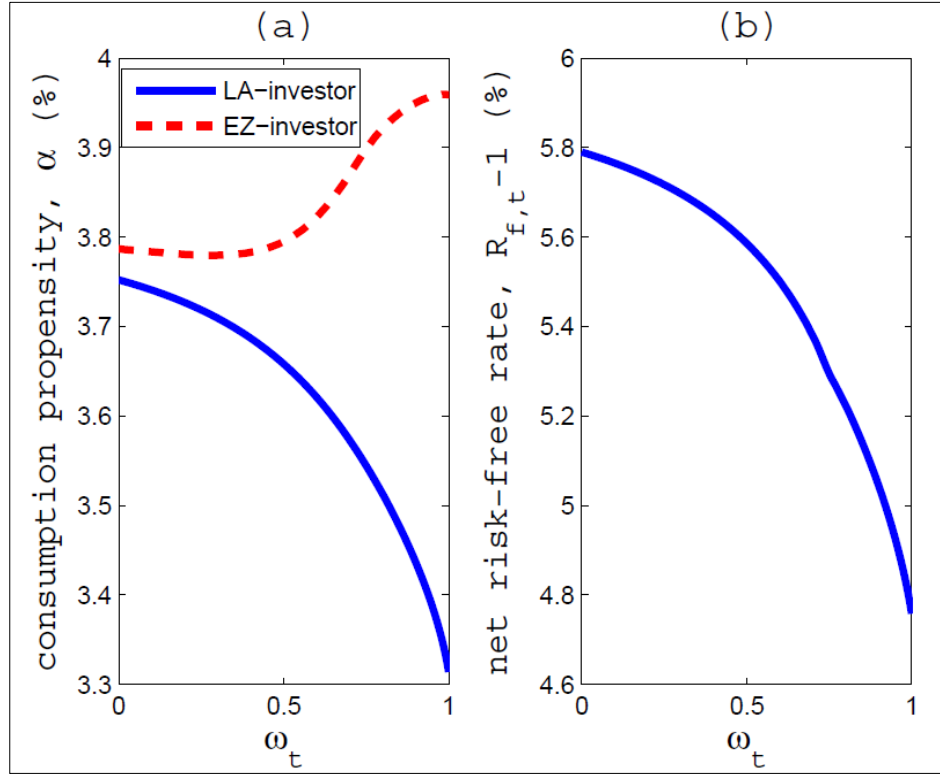 (a)
consumption propensity, α (%)
4
3.9
3.8
3.7
3.6
3.5
3.4
3.3
LA-investor
EZ-investor
0
0.5
1
ω_t
(b)
net risk-free rate, R_{f,t}-1 (%)
6
5.8
5.6
5.4
5.2
5
4.8
4.6
0
0.5
1
ω_t